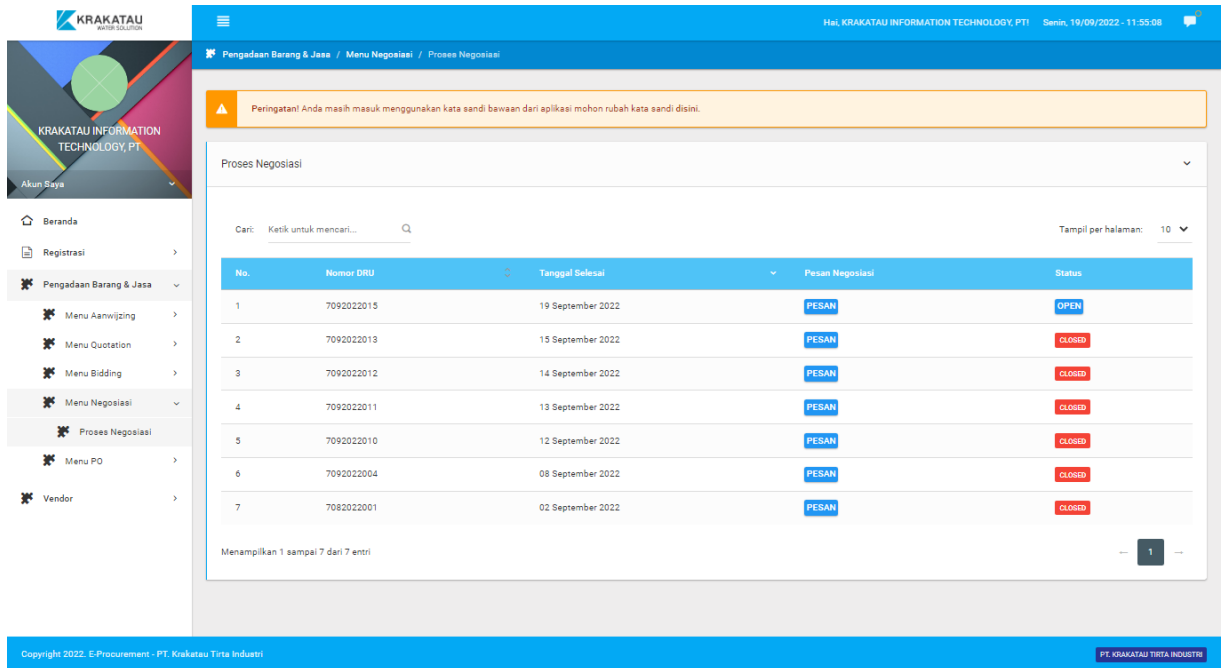 KRAKATAU
WATER SOLUTION
Hai, KRAKATAU INFORMATION TECHNOLOGY, PT! Senin, 19/09/2022 - 11:55:08
Pengadaan Barang & Jasa / Menu Negosiasi / Proses Negosiasi
KRAKATAU INFORMATION
TECHNOLOGY, PT
Akun Saya
Beranda
Registrasi
Pengadaan Barang & Jasa
Menu Aanwijzing
Menu Quotation
Menu Bidding
Menu Negosiasi
Proses Negosiasi
Menu PO
Vendor
Peringatan! Anda masih masuk menggunakan kata sandi bawaan dari aplikasi mohon rubah kata sandi disini.
Proses Negosiasi
Cari: Ketik untuk mencari... Tampil per halaman: 10
No. Nomor DRU Tanggal Selesai Pesan Negosiasi Status
1 7092022015 19 September 2022 PESAN OPEN
2 7092022013 15 September 2022 PESAN CLOSED
3 7092022012 14 September 2022 PESAN CLOSED
4 7092022011 13 September 2022 PESAN CLOSED
5 7092022010 12 September 2022 PESAN CLOSED
6 7092022004 08 September 2022 PESAN CLOSED
7 7082022001 02 September 2022 PESAN CLOSED
Menampilkan 1 sampai 7 dari 7 entri ← 1 →
Copyright 2022. E-Procurement - PT. Krakatau Tirta Industri PT. KRAKATAU TIRTA INDUSTRI